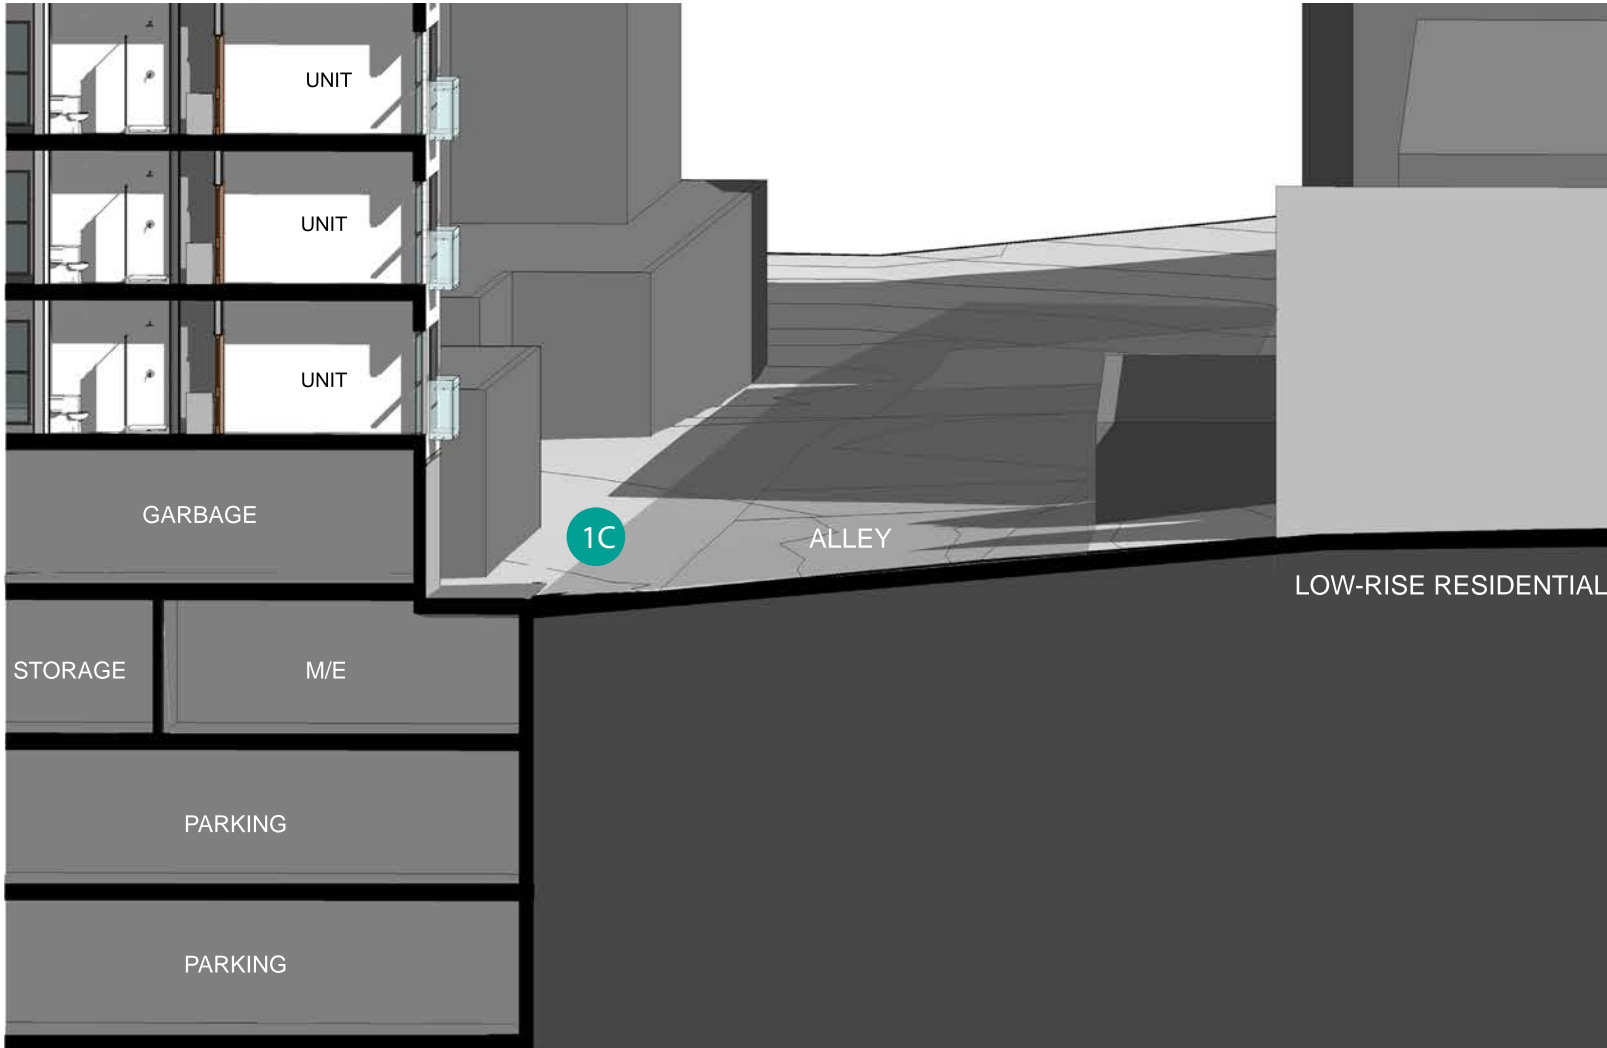 UNIT
UNIT
UNIT
GARBAGE
1C
ALLEY
LOW-RISE RESIDENTIAL
STORAGE
M/E
PARKING
PARKING